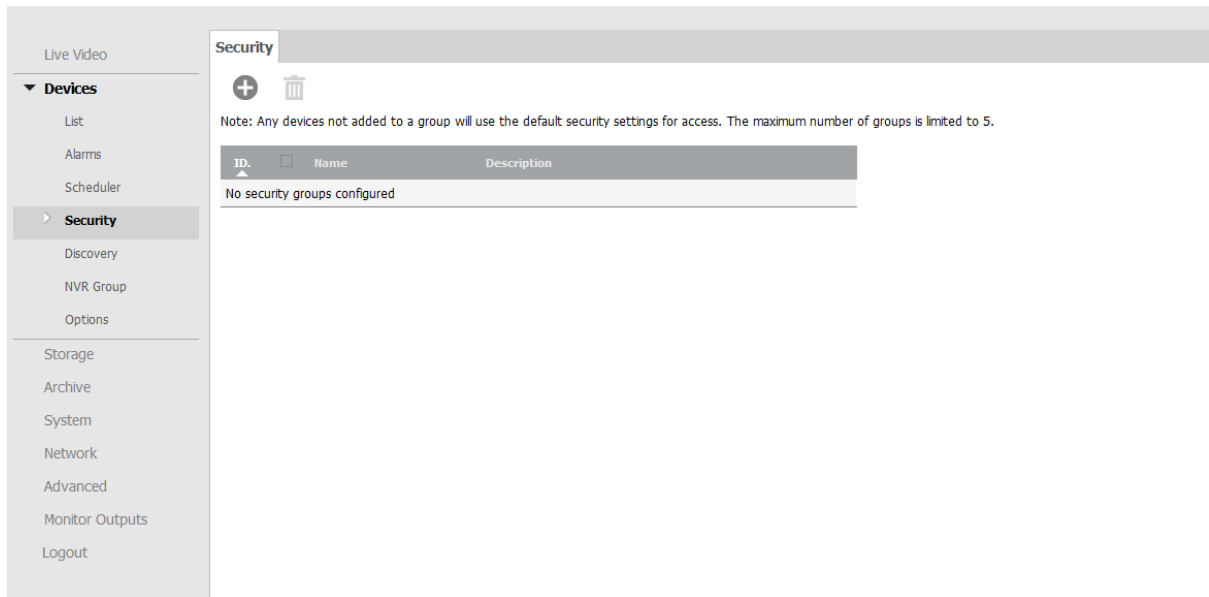 Live Video
Devices
List
Alarms
Scheduler
Security
Discovery
NVR Group
Options
Storage
Archive
System
Network
Advanced
Monitor Outputs
Logout
Security
Note: Any devices not added to a group will use the default security settings for access. The maximum number of groups is limited to 5.
ID. Name Description
No security groups configured